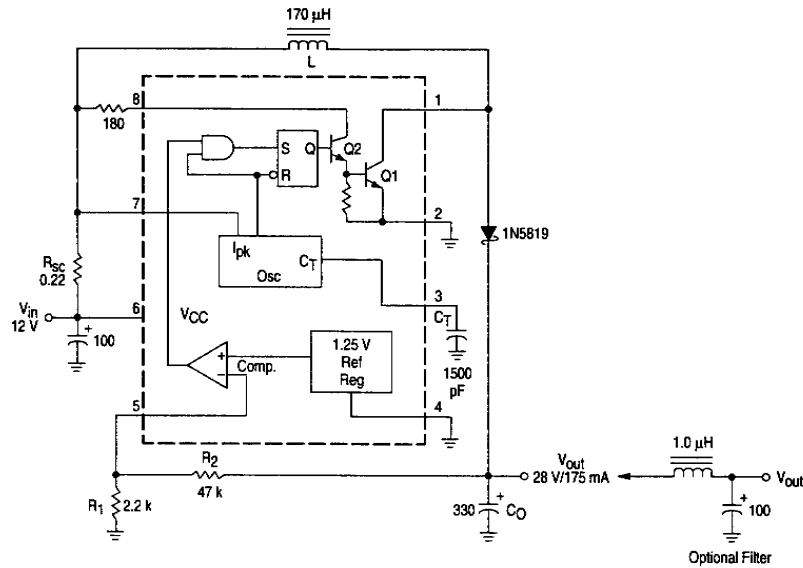 170 μH
L
8
1
180
S
Q
Q2
R
Q1
7
2
1N5819
Ipk
CT
Osc
RSC
0.22
3
Vin
12 V
6
VCC
CT
+
100
+
Comp.
−
1.25 V
Ref
Reg
1500
pF
5
4
R2
47 k
R1
2.2 k
Vout
28 V/175 mA
1.0 μH
Vout
330
+
CO
+
100
Optional Filter